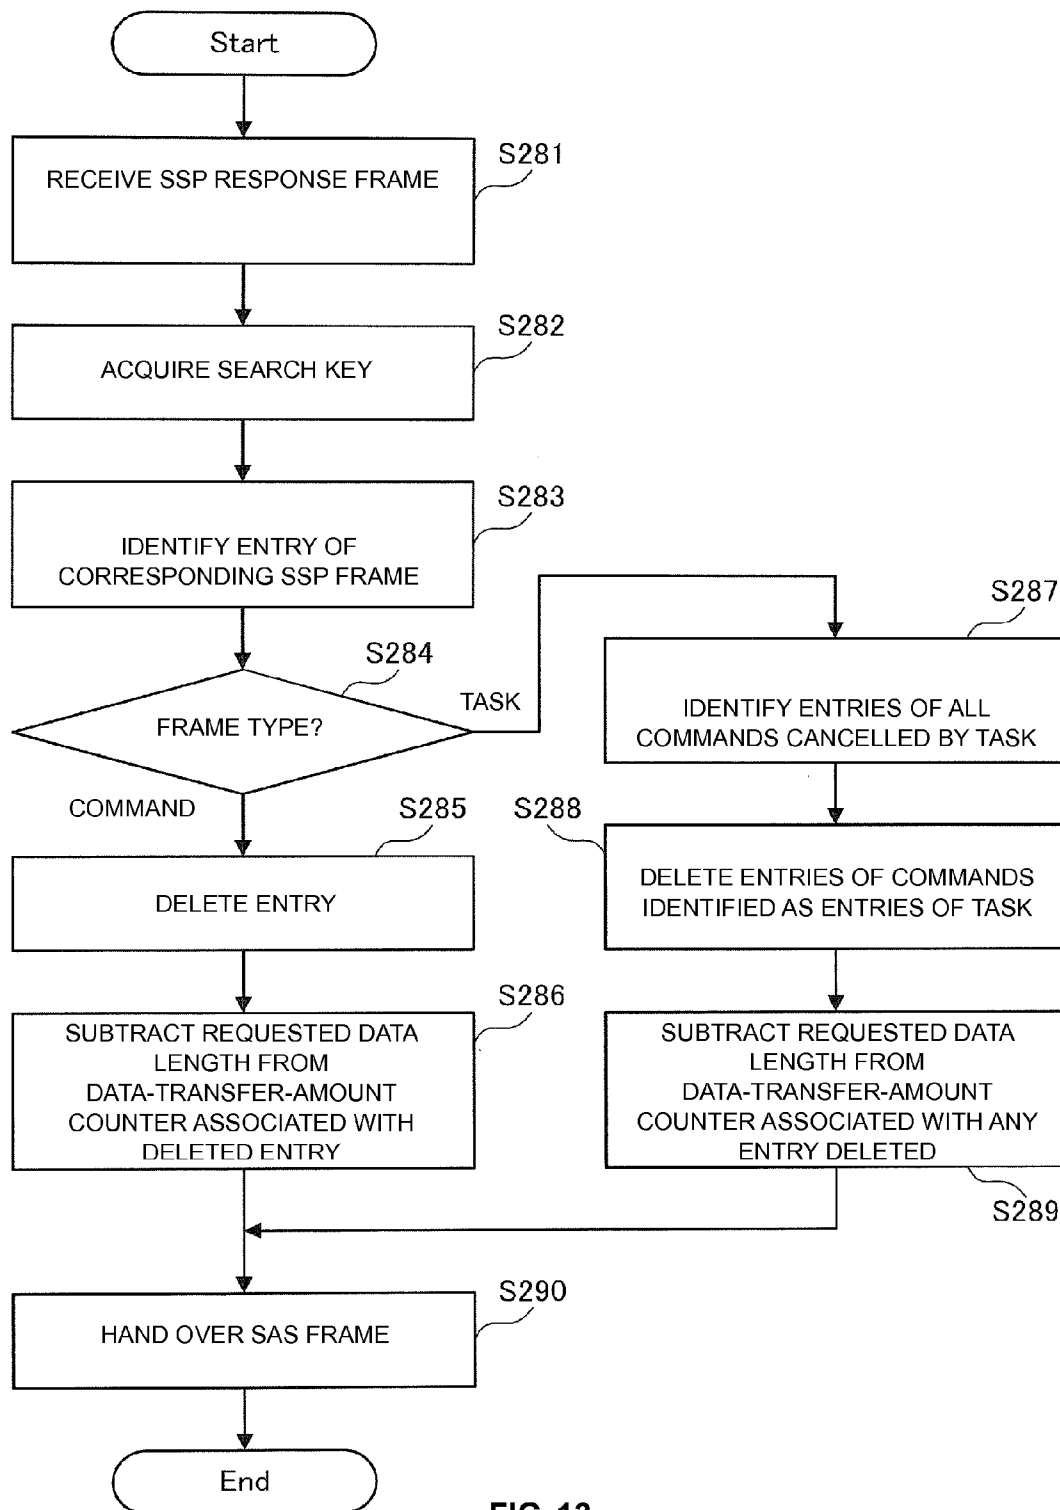 Start
S281
RECEIVE SSP RESPONSE FRAME
S282
ACQUIRE SEARCH KEY
S283
IDENTIFY ENTRY OF
CORRESPONDING SSP FRAME
S284
FRAME TYPE?
TASK
COMMAND
S285
DELETE ENTRY
S286
SUBTRACT REQUESTED DATA
LENGTH FROM
DATA-TRANSFER-AMOUNT
COUNTER ASSOCIATED WITH
DELETED ENTRY
S287
IDENTIFY ENTRIES OF ALL
COMMANDS CANCELLED BY TASK
S288
DELETE ENTRIES OF COMMANDS
IDENTIFIED AS ENTRIES OF TASK
SUBTRACT REQUESTED DATA
LENGTH FROM
DATA-TRANSFER-AMOUNT
COUNTER ASSOCIATED WITH ANY
ENTRY DELETED
S289
S290
HAND OVER SAS FRAME
End